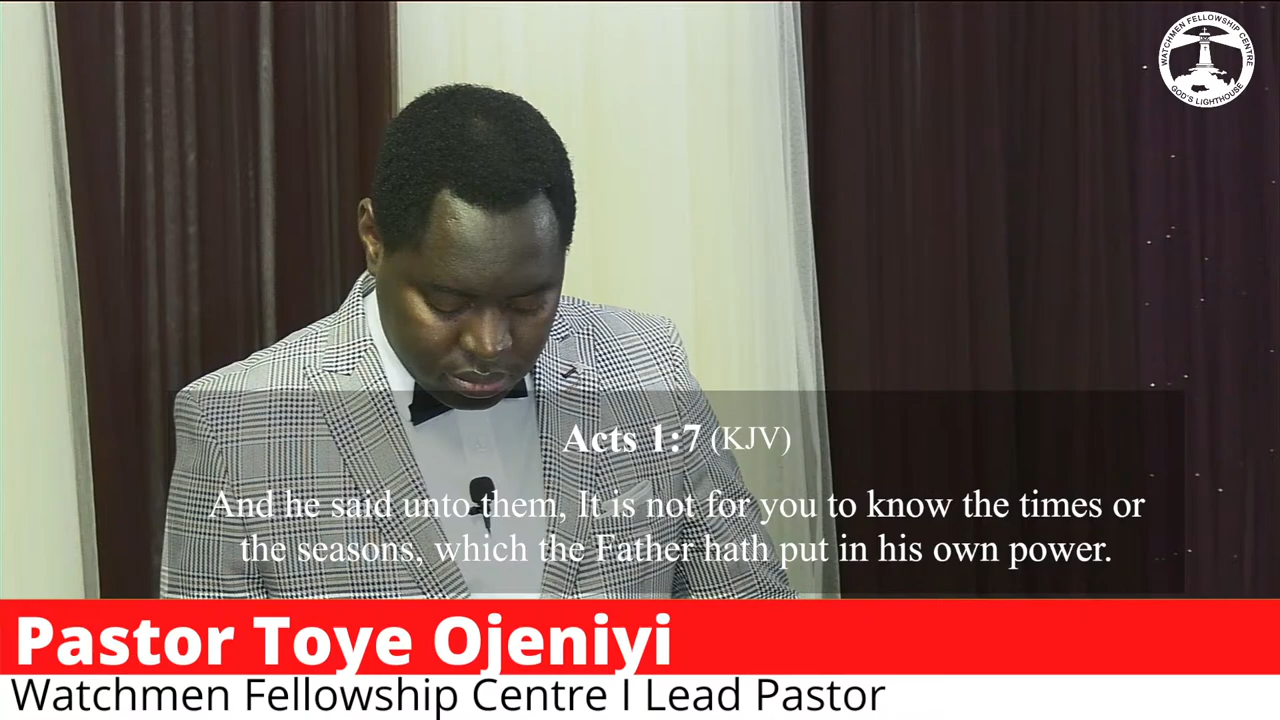 WATCHMEN FELLOWSHIP CENTRE
GOD'S LIGHTHOUSE
Acts 1:7 (KJV)
And he said unto them, It is not for you to know the times or
the seasons, which the Father hath put in his own power.
Pastor Toye Ojeniyi
Watchmen Fellowship Centre I Lead Pastor